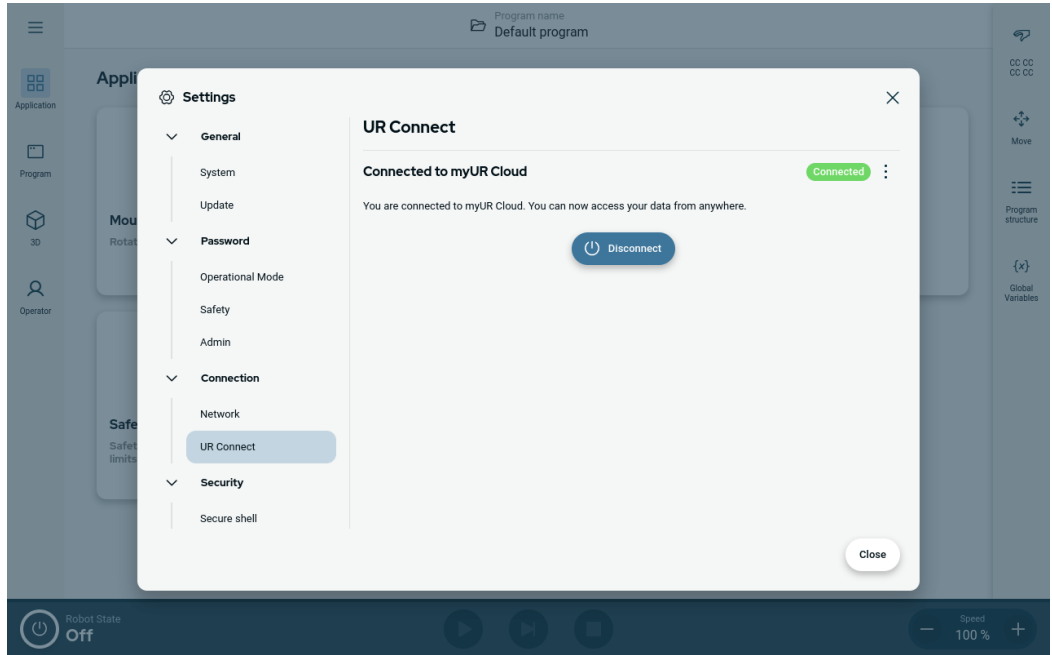 Program name
Default program
Appli
Application
Program
3D
Operator
Mou
Rotat
Safe
Safet
limits
Settings
General
System
Update
Password
Operational Mode
Safety
Admin
Connection
Network
UR Connect
Security
Secure shell
UR Connect
Connected to myUR Cloud
Connected
You are connected to myUR Cloud. You can now access your data from anywhere.
Disconnect
Close
CC CC
CC CC
Move
Program
structure
{x}
Global
Variables
Robot State
Off
Speed
100 %